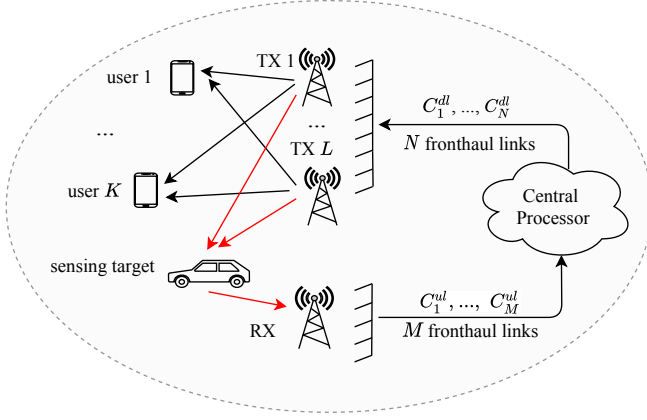 TX 1
user 1
...
...
TX L
user K
C_1^{dl}, ..., C_N^{dl}
N fronthaul links
Central
Processor
sensing target
RX
C_1^{ul}, ..., C_M^{ul}
M fronthaul links